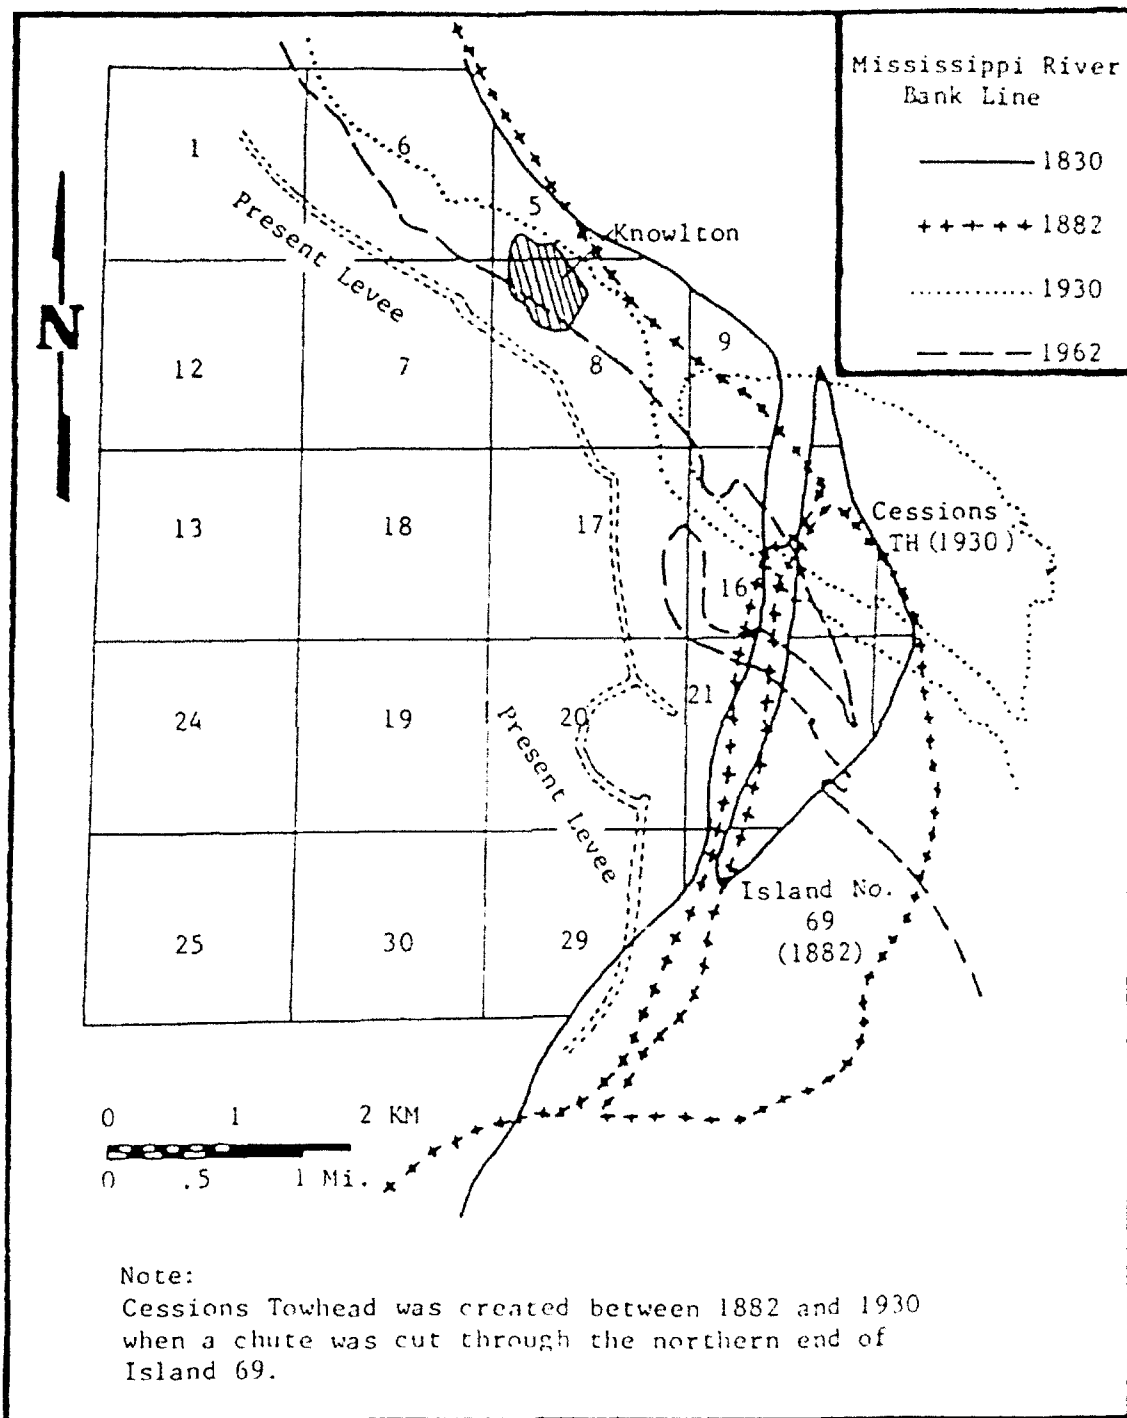 Mississippi River
Bank Line
1830
1882
1930
1962
N
1
6
5
Present Levee
Knowlton
12
7
8
9
13
18
17
16
Cessions
TH (1930)
24
19
20
21
Present Levee
25
30
29
Island No.
69
(1882)
0 1 2 KM
0 .5 1 Mi.
Note:
Cessions Towhead was created between 1882 and 1930
when a chute was cut through the northern end of
Island 69.